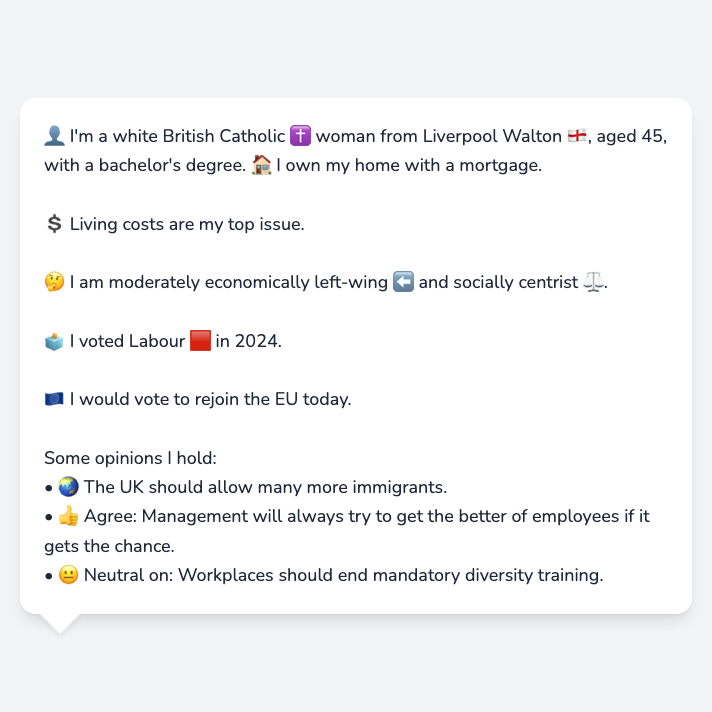 👤 I'm a white British Catholic ✝️ woman from Liverpool Walton 🏴󠁧󠁢󠁥󠁮󠁧󠁿, aged 45,
with a bachelor's degree. 🏠 I own my home with a mortgage.
💲 Living costs are my top issue.
🤔 I am moderately economically left-wing ⬅️ and socially centrist ⚖️.
🗳️ I voted Labour 🟥 in 2024.
🇪🇺 I would vote to rejoin the EU today.
Some opinions I hold:
• 🌏 The UK should allow many more immigrants.
• 👍 Agree: Management will always try to get the better of employees if it
gets the chance.
• 😐 Neutral on: Workplaces should end mandatory diversity training.